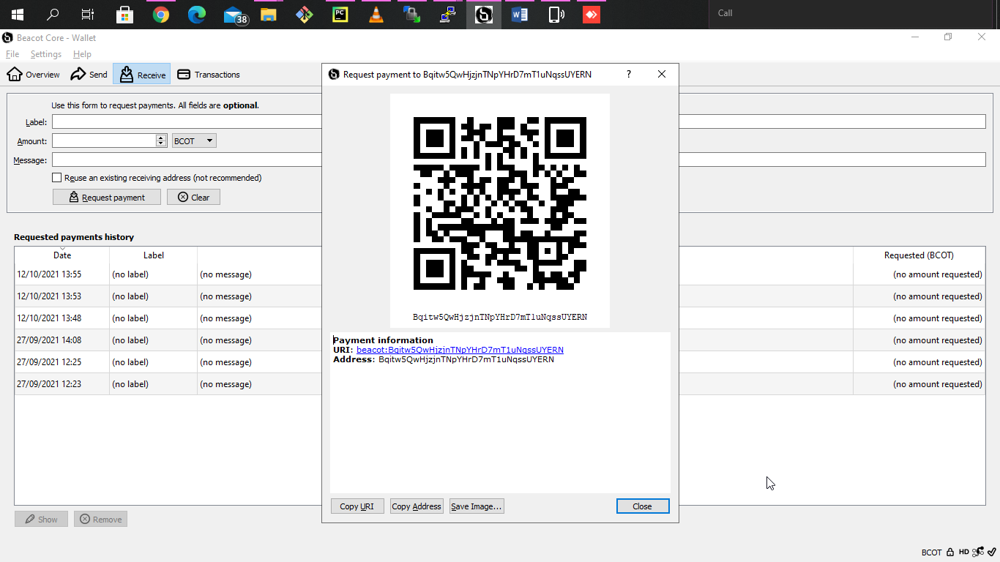 38
PC
W
Call
Beacot Core - Wallet
File Settings Help
Overview Send Receive Transactions
Request payment to Bqitw5QwHjzjnTNpYHrD7mT1uNqssUYERN ?
Use this form to request payments. All fields are optional.
Label:
Amount: BCOT
Message:
Reuse an existing receiving address (not recommended)
Request payment Clear
Requested payments history
Date Label Requested (BCOT)
12/10/2021 13:55 (no label) (no message) (no amount requested)
12/10/2021 13:53 (no label) (no message) (no amount requested)
12/10/2021 13:48 (no label) (no message) (no amount requested)
27/09/2021 14:08 (no label) (no message) (no amount requested)
27/09/2021 12:25 (no label) (no message) (no amount requested)
27/09/2021 12:23 (no label) (no message) (no amount requested)
Bqitw5QwHjzjnTNpYHrD7mT1uNqssUYERN
Payment information
URI: beacot:Bqitw5QwHjzjnTNpYHrD7mT1uNqssUYERN
Address: Bqitw5QwHjzjnTNpYHrD7mT1uNqssUYERN
Copy URI Copy Address Save Image... Close
Show Remove
BCOT HD